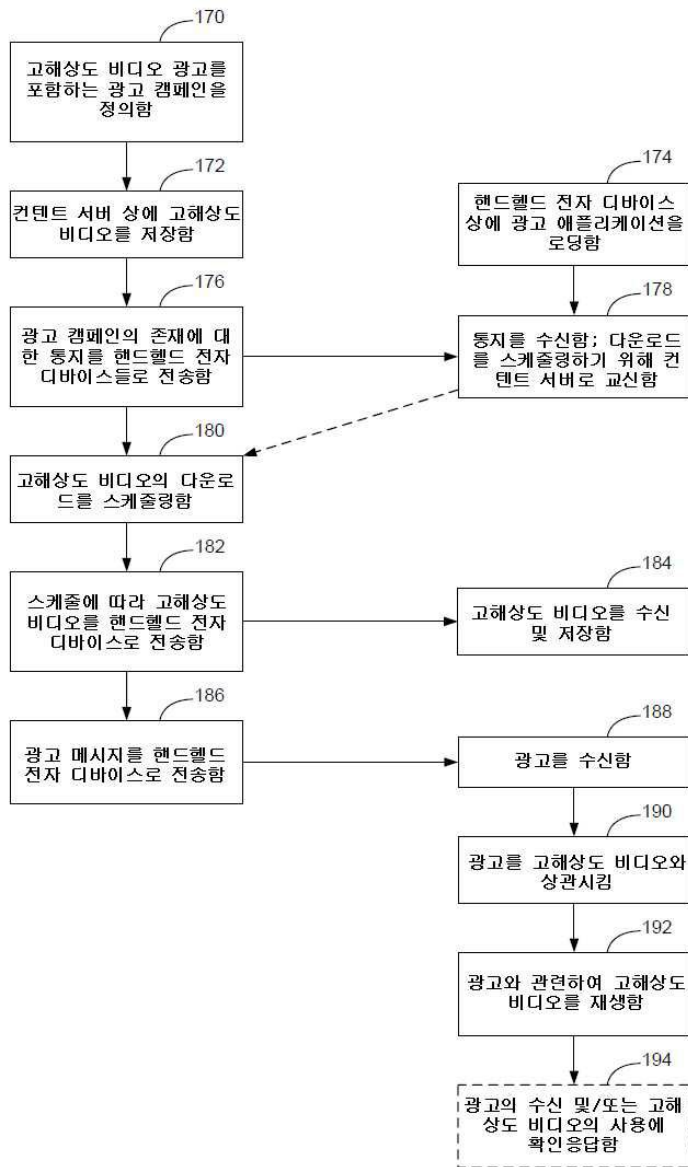 170
고해상도 비디오 광고를
포함하는 광고 캠페인을
정의함
172
컨텐트 서버 상에 고해상도
비디오를 저장함
174
핸드헬드 전자 디바이스
상에 광고 애플리케이션을
로딩함
176
광고 캠페인의 존재에 대
한 통지를 핸드헬드 전자
디바이스들로 전송함
178
통지를 수신함; 다운로드
를 스케줄링하기 위해 컨
텐트 서버로 교신함
180
고해상도 비디오의 다운로
드를 스케줄링함
182
스케줄에 따라 고해상도
비디오를 핸드헬드 전자
디바이스로 전송함
184
고해상도 비디오를 수신
및 저장함
186
광고 메시지를 핸드헬드
전자 디바이스로 전송함
188
광고를 수신함
190
광고를 고해상도 비디오와
상관시킴
192
광고와 관련하여 고해상도
비디오를 재생함
194
광고의 수신 및/또는 고해
상도 비디오의 사용에
확인응답함